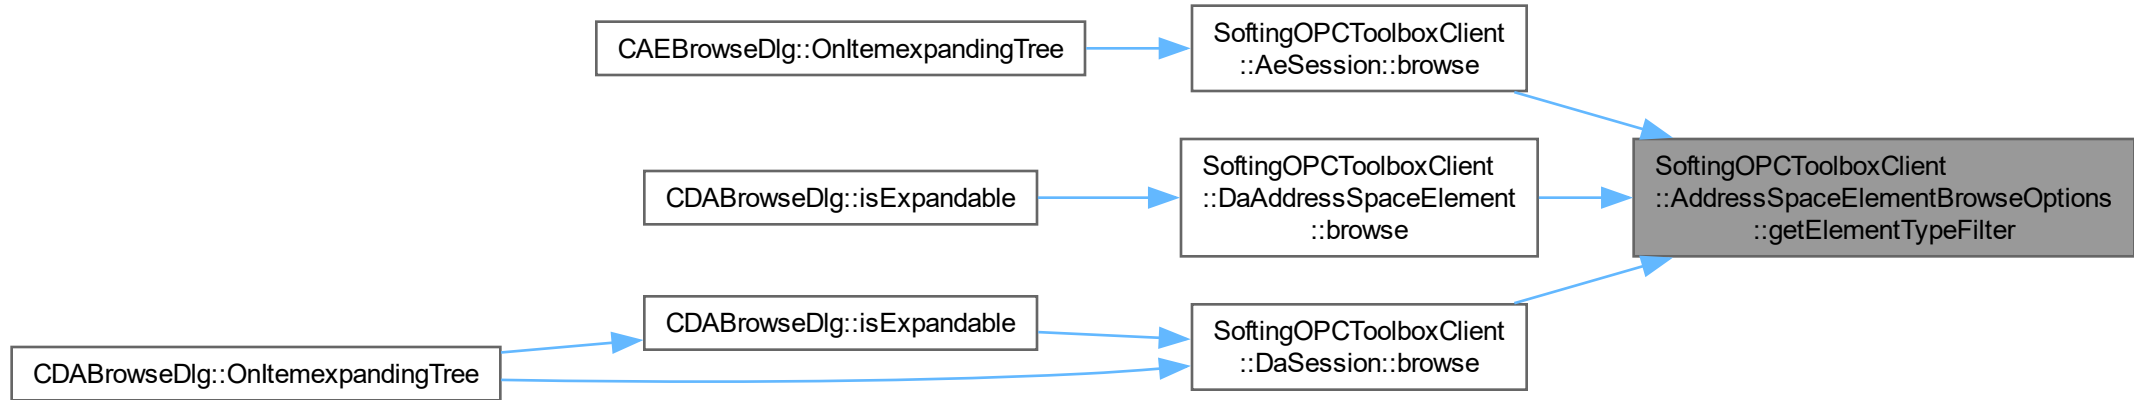 CAEBrowseDlg::OnItemexpandingTree
SoftingOPCToolboxClient
::AeSession::browse
CDABrowseDlg::isExpandable
SoftingOPCToolboxClient
::DaAddressSpaceElement
::browse
SoftingOPCToolboxClient
::AddressSpaceElementBrowseOptions
::getElementTypeFilter
CDABrowseDlg::OnItemexpandingTree
CDABrowseDlg::isExpandable
SoftingOPCToolboxClient
::DaSession::browse